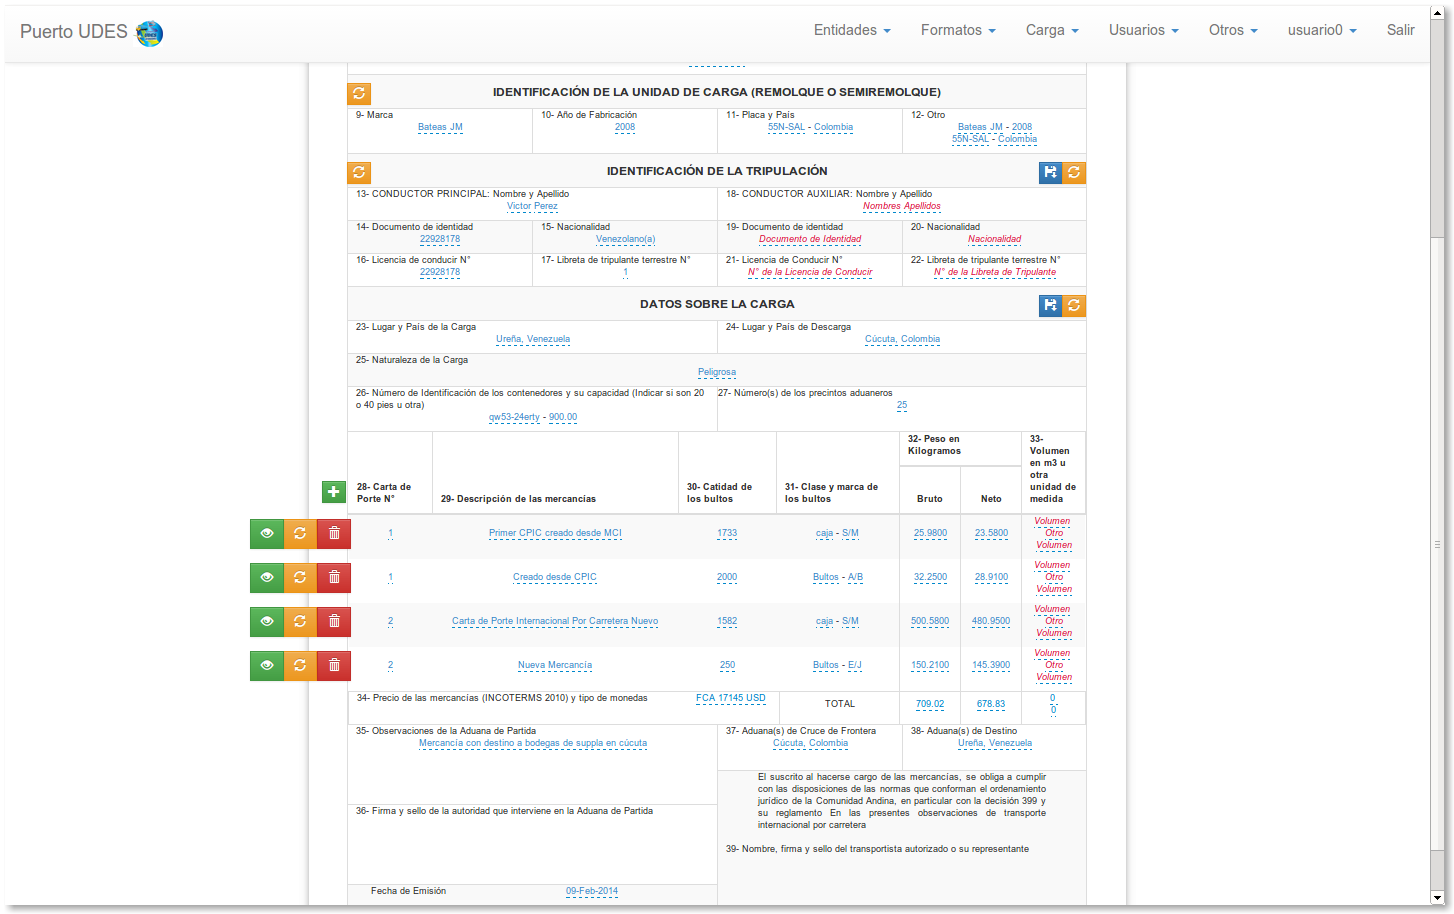 Puerto UDES
Entidades Formatos Carga Usuarios Otros usuario0 Salir
IDENTIFICACIÓN DE LA UNIDAD DE CARGA (REMOLQUE O SEMIREMOLQUE)
9- Marca
Bateas JM
10- Año de Fabricación
2008
11- Placa y País
55N-SAL - Colombia
12- Otro
Bateas JM - 2008
55N-SAL - Colombia
IDENTIFICACIÓN DE LA TRIPULACIÓN
13- CONDUCTOR PRINCIPAL: Nombre y Apellido
Victor Perez
18- CONDUCTOR AUXILIAR: Nombre y Apellido
Nombres Apellidos
14- Documento de identidad
22928178
15- Nacionalidad
Venezolano(a)
19- Documento de identidad
Documento de Identidad
20- Nacionalidad
Nacionalidad
16- Licencia de conducir N°
22928178
17- Libreta de tripulante terrestre N°
1
21- Licencia de Conducir N°
N° de la Licencia de Conducir
22- Libreta de tripulante terrestre N°
N° de la Libreta de Tripulante
DATOS SOBRE LA CARGA
23- Lugar y País de la Carga
Ureña, Venezuela
24- Lugar y País de Descarga
Cúcuta, Colombia
25- Naturaleza de la Carga
Peligrosa
26- Número de Identificación de los contenedores y su capacidad (Indicar si son 20
o 40 pies u otra)
qw53-24erty - 900.00
27- Número(s) de los precintos aduaneros
25
28- Carta de
Porte N°
29- Descripción de las mercancías
30- Catidad de
los bultos
31- Clase y marca de
los bultos
32- Peso en
Kilogramos
Bruto Neto
33-
Volumen
en m3 u
otra
unidad de
medida
1 Primer CPIC creado desde MCI 1733 caja - S/M 25.9800 23.5800
Volumen
Otro
Volumen
1 Creado desde CPIC 2000 Bultos - A/B 32.2500 28.9100
Volumen
Otro
Volumen
2 Carta de Porte Internacional Por Carretera Nuevo 1582 caja - S/M 500.5800 480.9500
Volumen
Otro
Volumen
2 Nueva Mercancía 250 Bultos - E/J 150.2100 145.3900
Volumen
Otro
Volumen
34- Precio de las mercancías (INCOTERMS 2010) y tipo de monedas FCA 17145 USD TOTAL 709.02 678.83
0
0
35- Observaciones de la Aduana de Partida
Mercancía con destino a bodegas de suppla en cúcuta
37- Aduana(s) de Cruce de Frontera
Cúcuta, Colombia
38- Aduana(s) de Destino
Ureña, Venezuela
El suscrito al hacerse cargo de las mercancías, se obliga a cumplir
con las disposiciones de las normas que conforman el ordenamiento
jurídico de la Comunidad Andina, en particular con la decisión 399 y
su reglamento En las presentes observaciones de transporte
internacional por carretera
36- Firma y sello de la autoridad que interviene en la Aduana de Partida
39- Nombre, firma y sello del transportista autorizado o su representante
Fecha de Emisión 09-Feb-2014